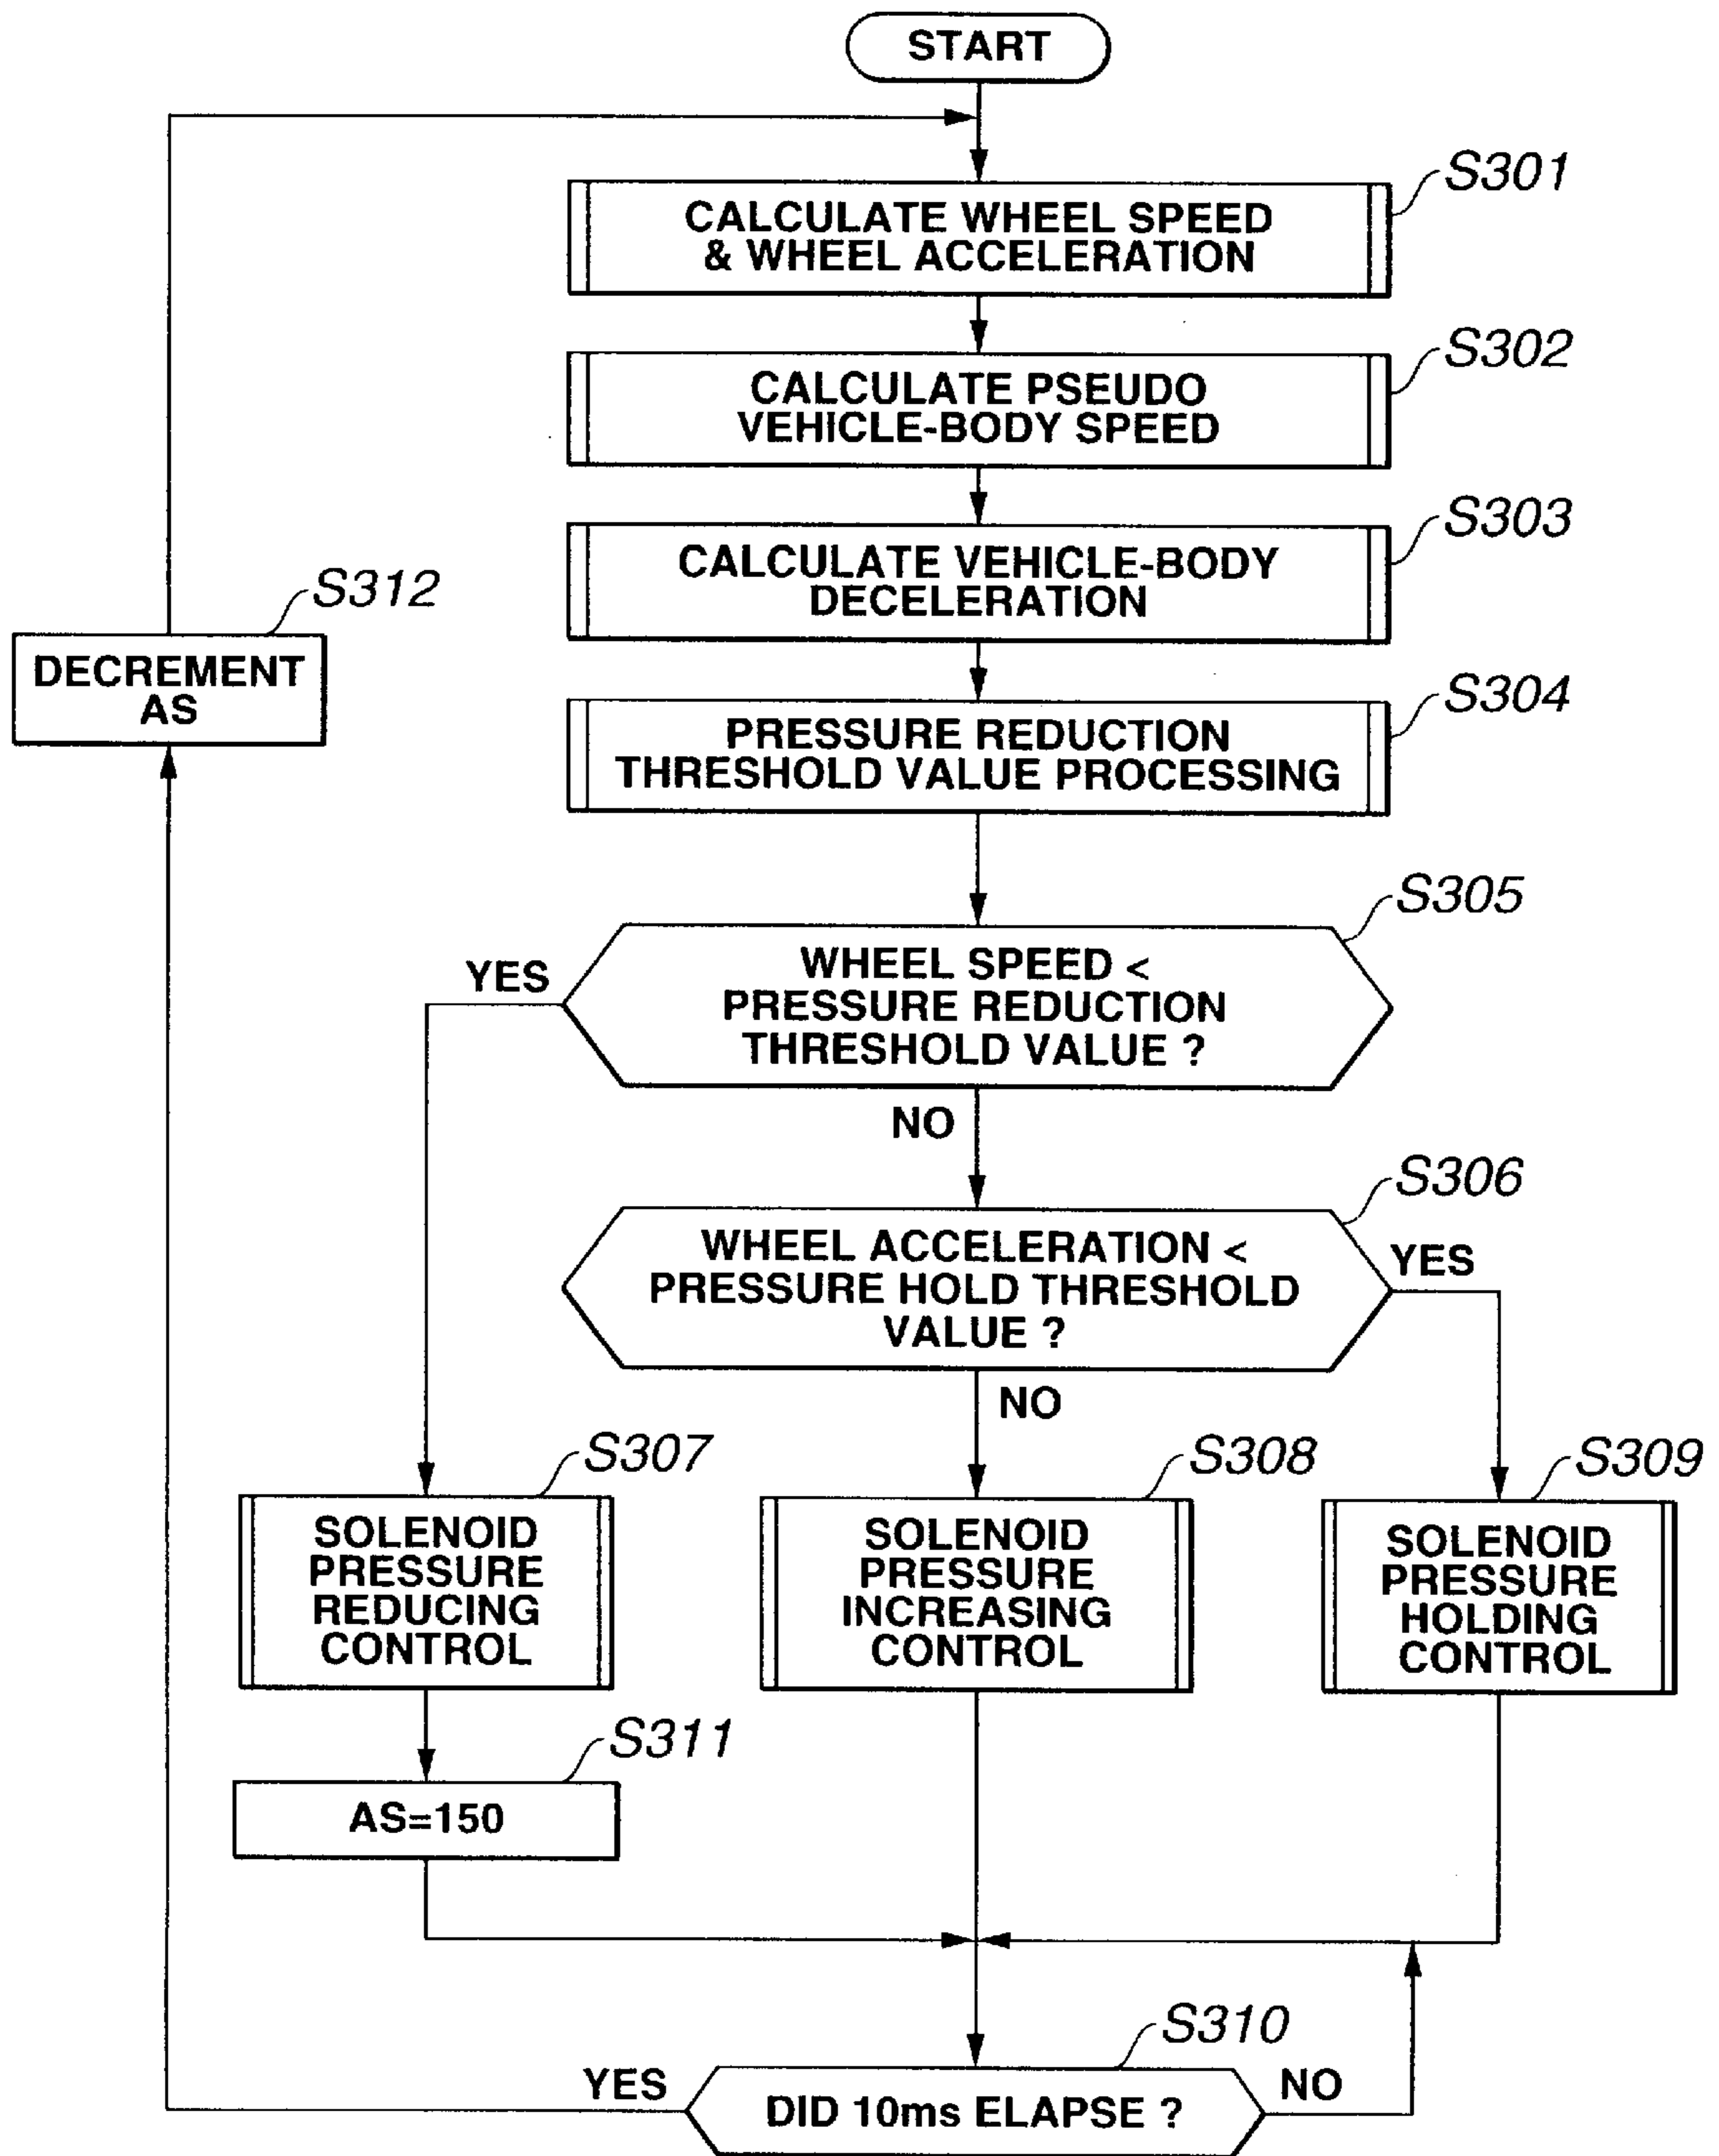 START
S301
CALCULATE WHEEL SPEED
& WHEEL ACCELERATION
S302
CALCULATE PSEUDO
VEHICLE-BODY SPEED
S303
CALCULATE VEHICLE-BODY
DECELERATION
S312
DECREMENT
AS
S304
PRESSURE REDUCTION
THRESHOLD VALUE PROCESSING
S305
YES
WHEEL SPEED <
PRESSURE REDUCTION
THRESHOLD VALUE ?
NO
S306
WHEEL ACCELERATION <
PRESSURE HOLD THRESHOLD
VALUE ?
YES
NO
S307
SOLENOID
PRESSURE
REDUCING
CONTROL
S308
SOLENOID
PRESSURE
INCREASING
CONTROL
S309
SOLENOID
PRESSURE
HOLDING
CONTROL
S311
AS=150
S310
YES
DID 10ms ELAPSE ?
NO